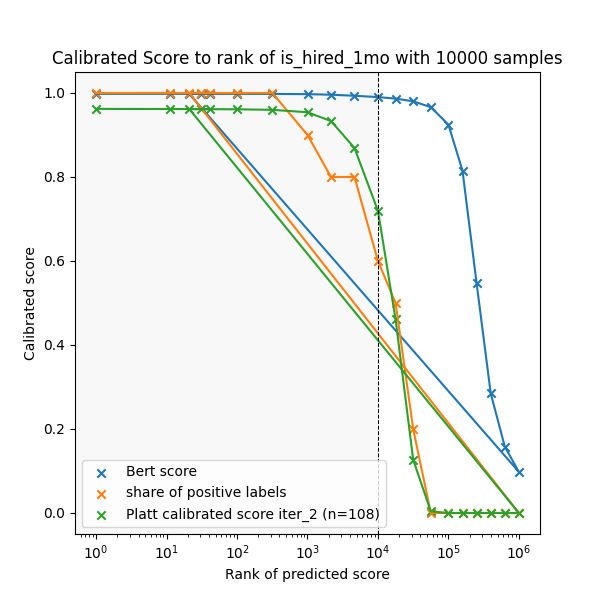 Calibrated Score to rank of is_hired_1mo with 10000 samples
1.0
0.8
0.6
0.4
0.2
0.0
Calibrated score
Bert score
share of positive labels
Platt calibrated score iter_2 (n=108)
10⁰ 10¹ 10² 10³ 10⁴ 10⁵ 10⁶
Rank of predicted score